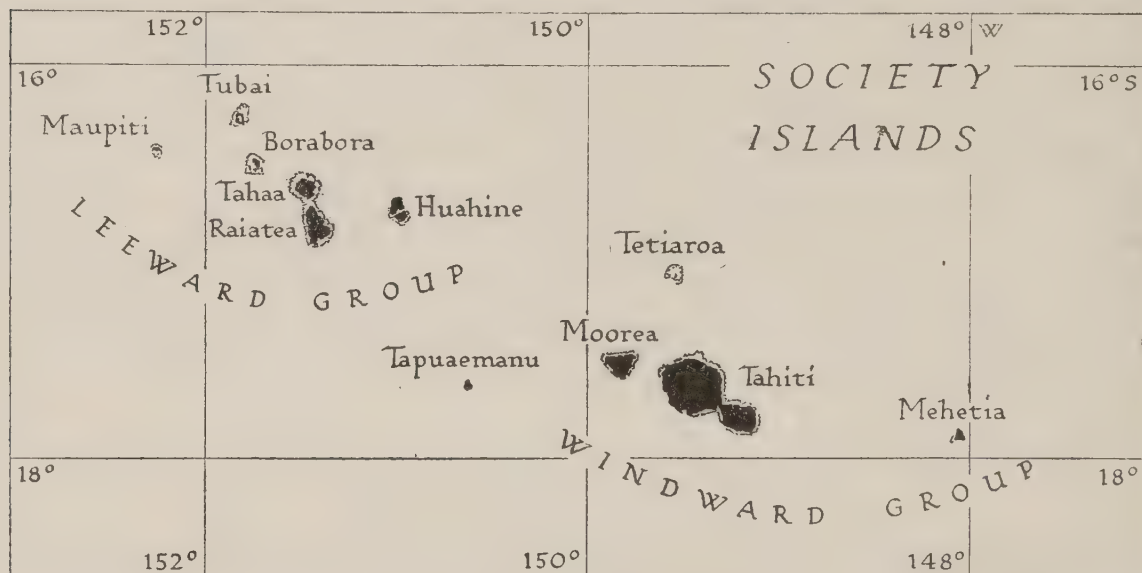 152°
150°
148° W
16°
SOCIETY
ISLANDS
16° S
Tubai
Maupiti
Borabora
Tahaa
Raiatea
Huahine
LEEWARD GROUP
Tetiaroa
Moorea
Tapuaemanu
Tahiti
Mehetia
WINDWARD GROUP
18°
18°
152°
150°
148°